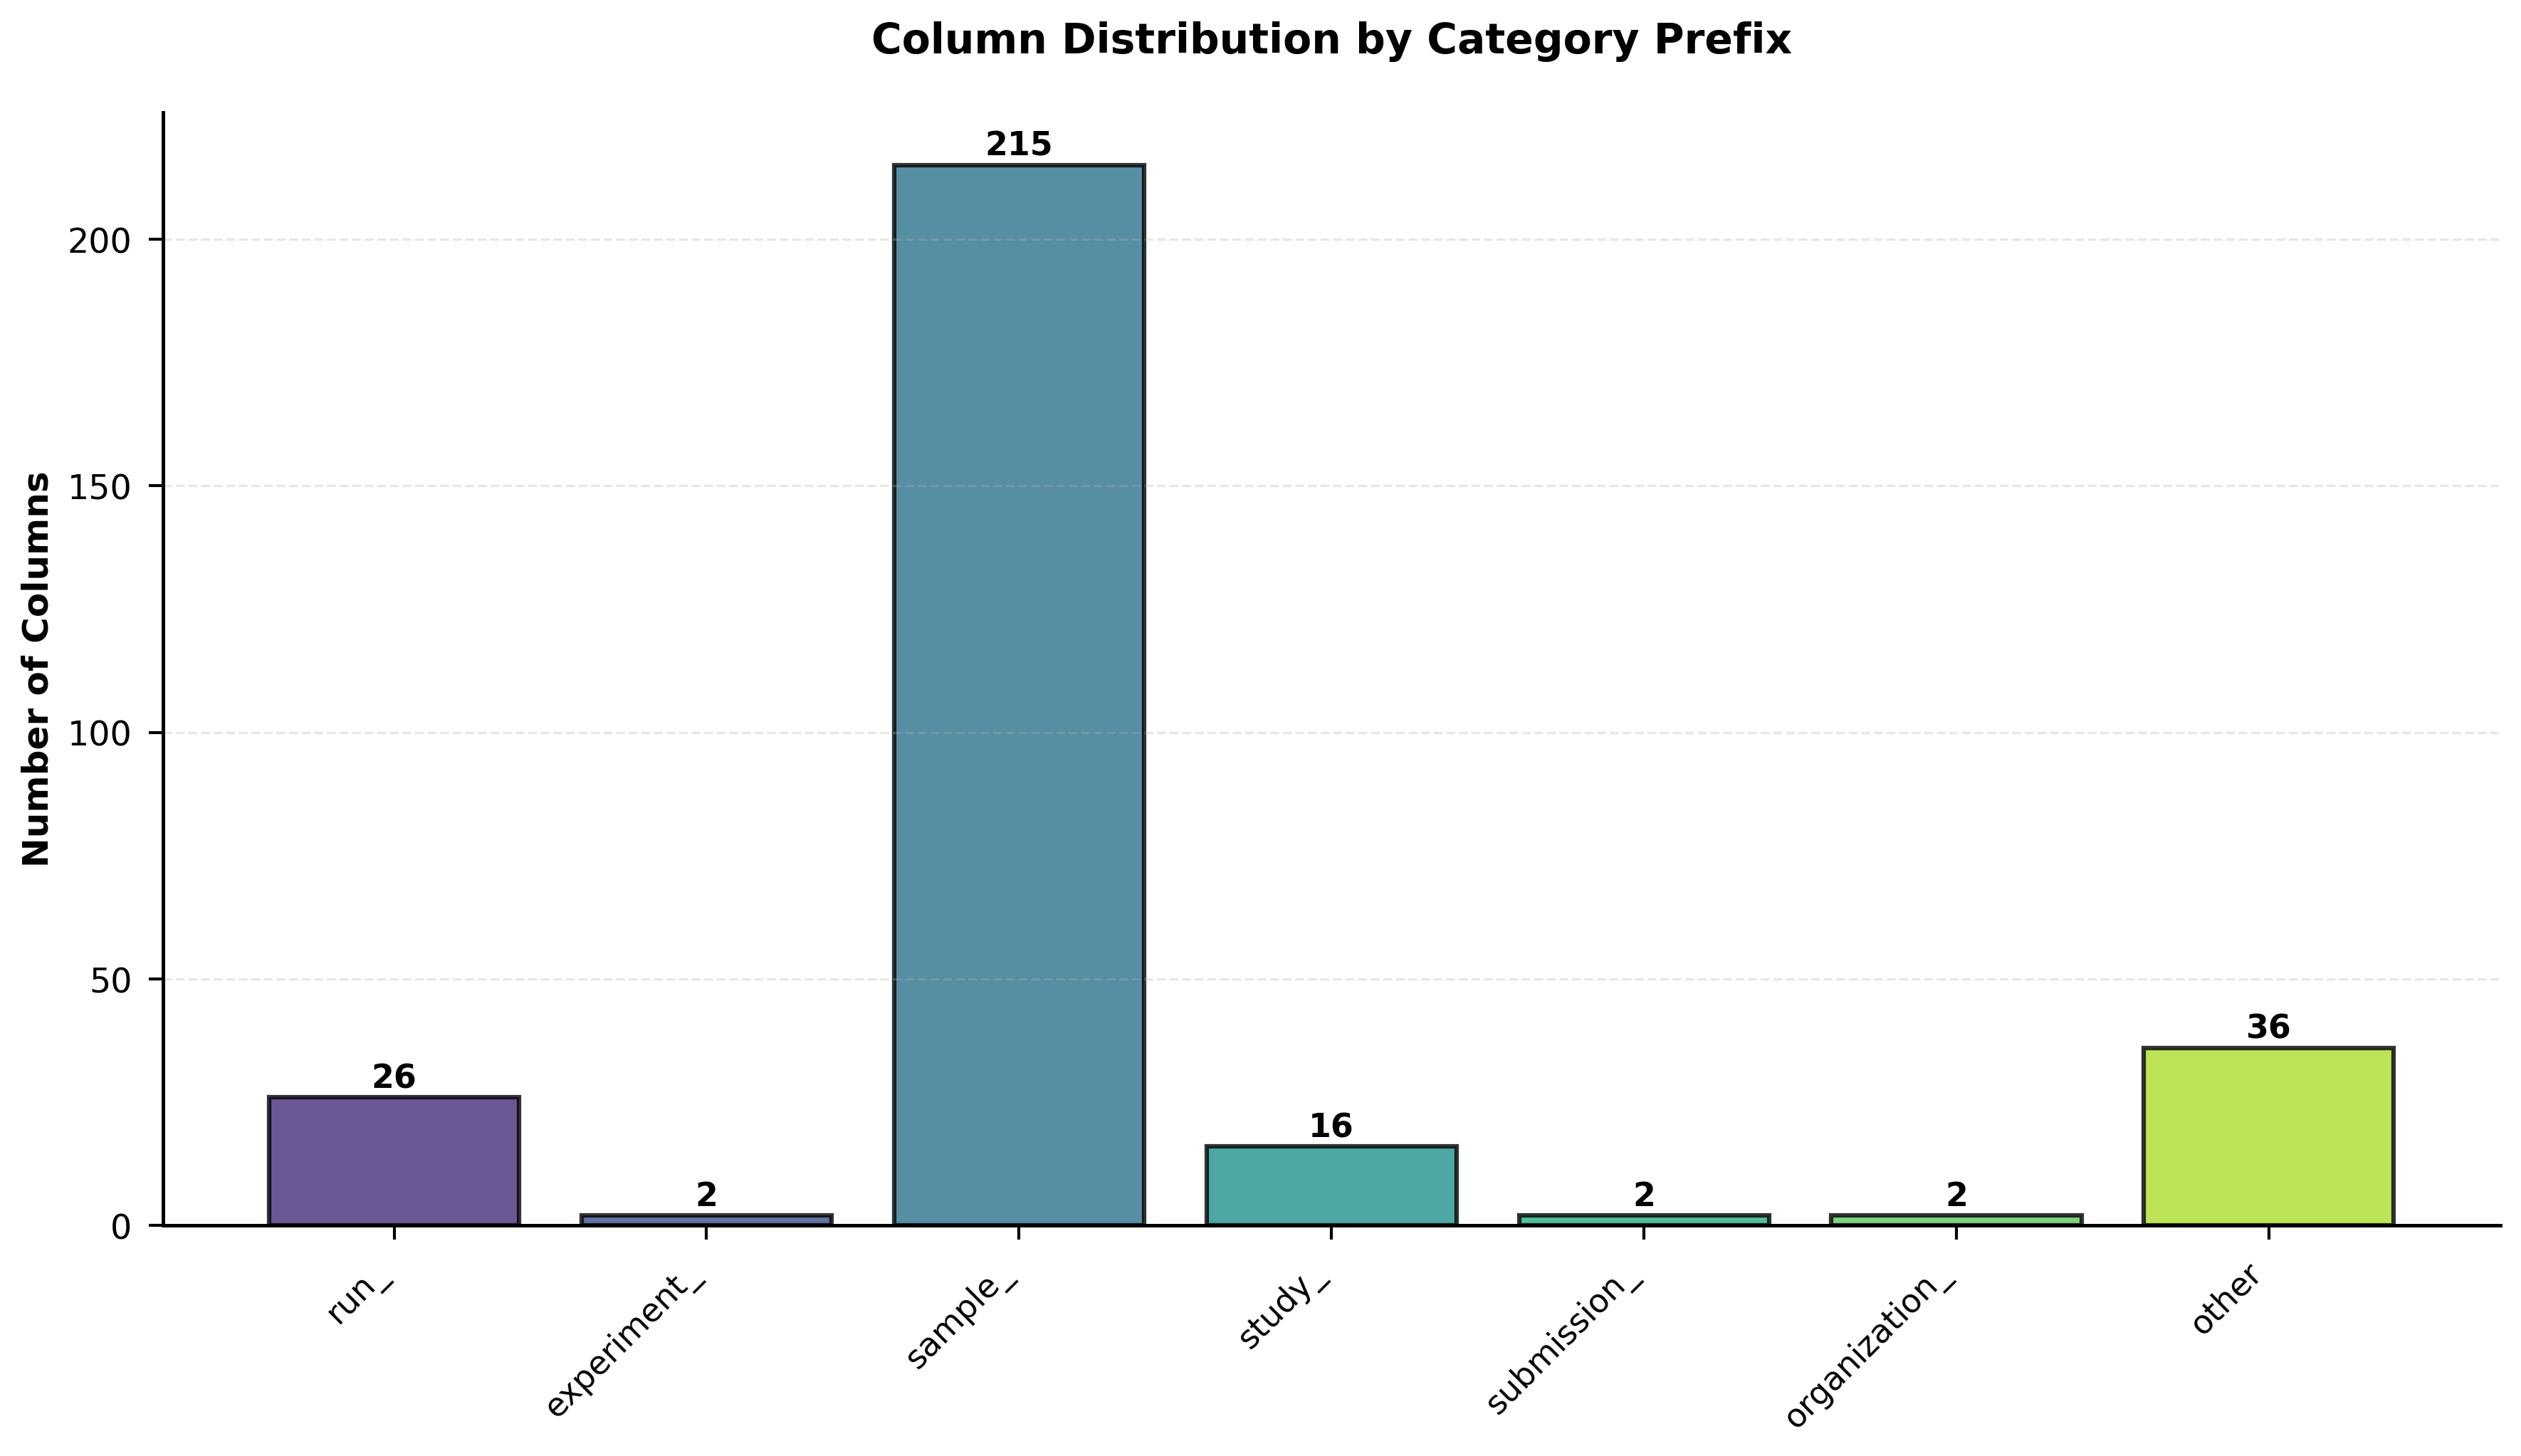 Column Distribution by Category Prefix
Number of Columns
200
150
100
50
0
215
26
2
16
2
2
36
run_
experiment_
sample_
study_
submission_
organization_
other